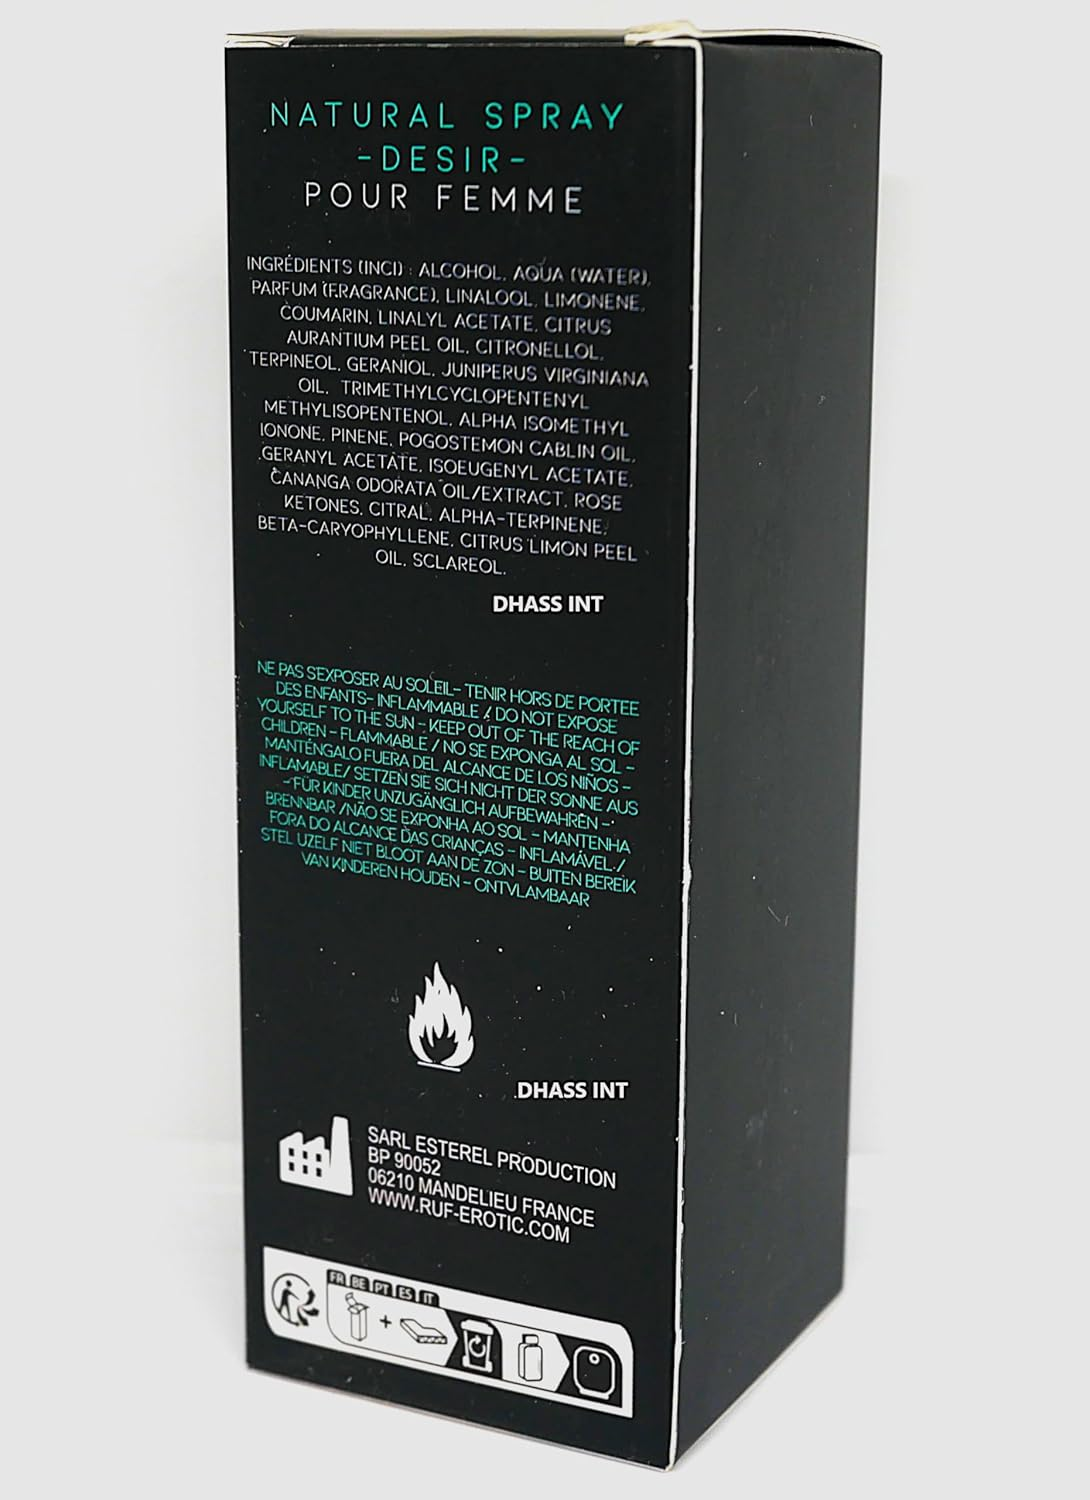 NATURAL SPRAY
-DESIR-
POUR FEMME
INGRÉDIENTS (INCI) : ALCOHOL, AQUA (WATER),
PARFUM (FRAGRANCE), LINALOOL, LIMONENE,
COUMARIN, LINALYL ACETATE, CITRUS
AURANTIUM PEEL OIL, CITRONELLOL,
TERPINEOL, GERANIOL, JUNIPERUS VIRGINIANA
OIL, TRIMETHYLCYCLOPENTENYL
METHYLISOPENTENOL, ALPHA ISOMETHYL
IONONE, PINENE, POGOSTEMON CABLIN OIL,
GERANYL ACETATE, ISOEUGENYL ACETATE,
CANANGA ODORATA OIL/EXTRACT, ROSE
KETONES, CITRAL, ALPHA-TERPINENE,
BETA-CARYOPHYLLENE, CITRUS LIMON PEEL
OIL, SCLAREOL.
DHASS INT
NE PAS S'EXPOSER AU SOLEIL- TENIR HORS DE PORTEE
DES ENFANTS- INFLAMMABLE / DO NOT EXPOSE
YOURSELF TO THE SUN - KEEP OUT OF THE REACH OF
CHILDREN - FLAMMABLE / NO SE EXPONGA AL SOL -
MANTÉNGALO FUERA DEL ALCANCE DE LOS NIÑOS -
INFLAMABLE/ SETZEN SIE SICH NICHT DER SONNE AUS
- FÜR KINDER UNZUGÄNGLICH AUFBEWAHREN -
BRENNBAR /NÃO SE EXPONHA AO SOL - MANTENHA
FORA DO ALCANCE DAS CRIANÇAS - INFLAMÁVEL /
STEL UZELF NIET BLOOT AAN DE ZON - BUITEN BEREIK
VAN KINDEREN HOUDEN - ONTVLAMBAAR
DHASS INT
SARL ESTEREL PRODUCTION
BP 90052
06210 MANDELIEU FRANCE
WWW.RUF-EROTIC.COM
FR BE PT ES IT
+